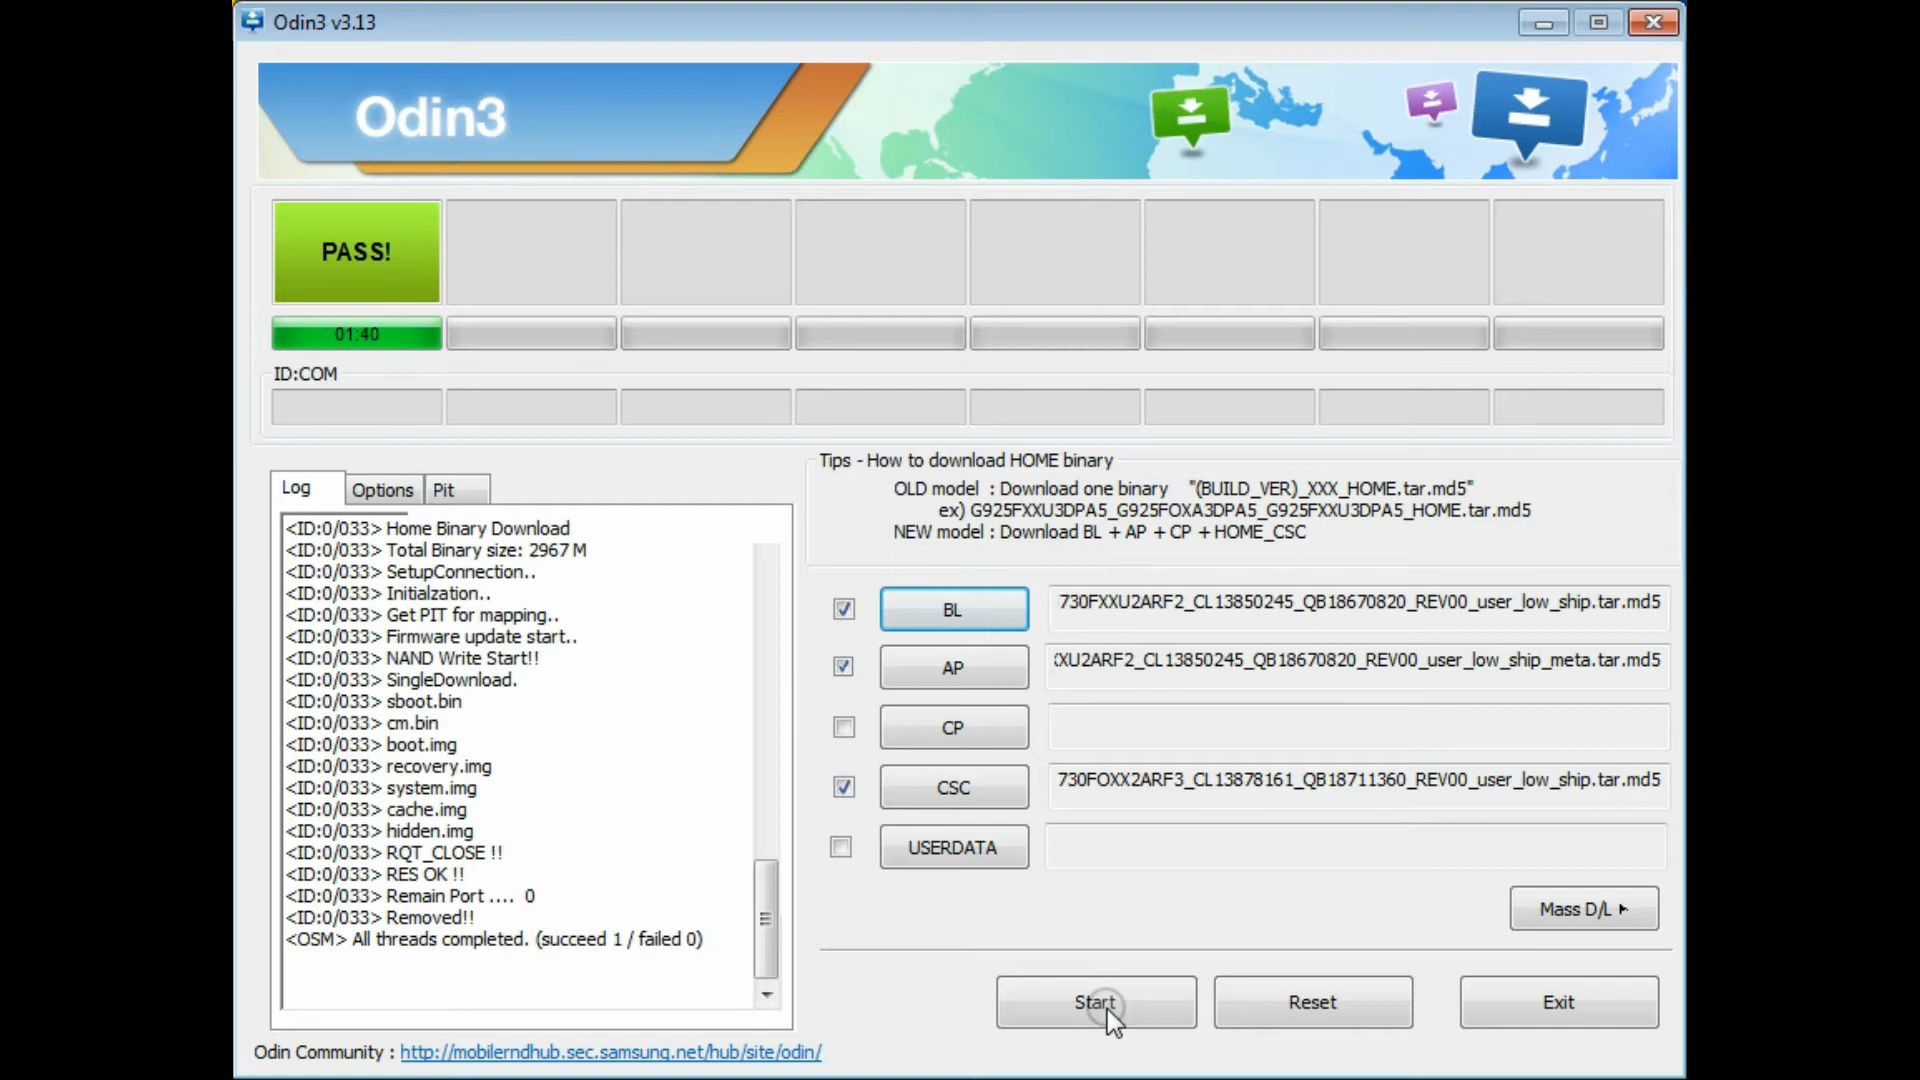 Odin3 v3.13
Odin3
PASS!
01:40
ID:COM
Log
Options
Pit
<ID:0/033> Home Binary Download
<ID:0/033> Total Binary size: 2967 M
<ID:0/033> SetupConnection..
<ID:0/033> Initialzation..
<ID:0/033> Get PIT for mapping..
<ID:0/033> Firmware update start..
<ID:0/033> NAND Write Start!!
<ID:0/033> SingleDownload.
<ID:0/033> sboot.bin
<ID:0/033> cm.bin
<ID:0/033> boot.img
<ID:0/033> recovery.img
<ID:0/033> system.img
<ID:0/033> cache.img
<ID:0/033> hidden.img
<ID:0/033> RQT_CLOSE !!
<ID:0/033> RES OK !!
<ID:0/033> Remain Port .... 0
<ID:0/033> Removed!!
<OSM> All threads completed. (succeed 1 / failed 0)
Tips - How to download HOME binary
OLD model : Download one binary "(BUILD_VER)_XXX_HOME.tar.md5"
ex) G925FXXU3DPA5_G925FOXA3DPA5_G925FXXU3DPA5_HOME.tar.md5
NEW model : Download BL + AP + CP + HOME_CSC
BL 730FXXU2ARF2_CL13850245_QB18670820_REV00_user_low_ship.tar.md5
AP XU2ARF2_CL13850245_QB18670820_REV00_user_low_ship_meta.tar.md5
CP
CSC 730FOXX2ARF3_CL13878161_QB18711360_REV00_user_low_ship.tar.md5
USERDATA
Mass D/L
Start
Reset
Exit
Odin Community : http://mobilerndhub.sec.samsung.net/hub/site/odin/